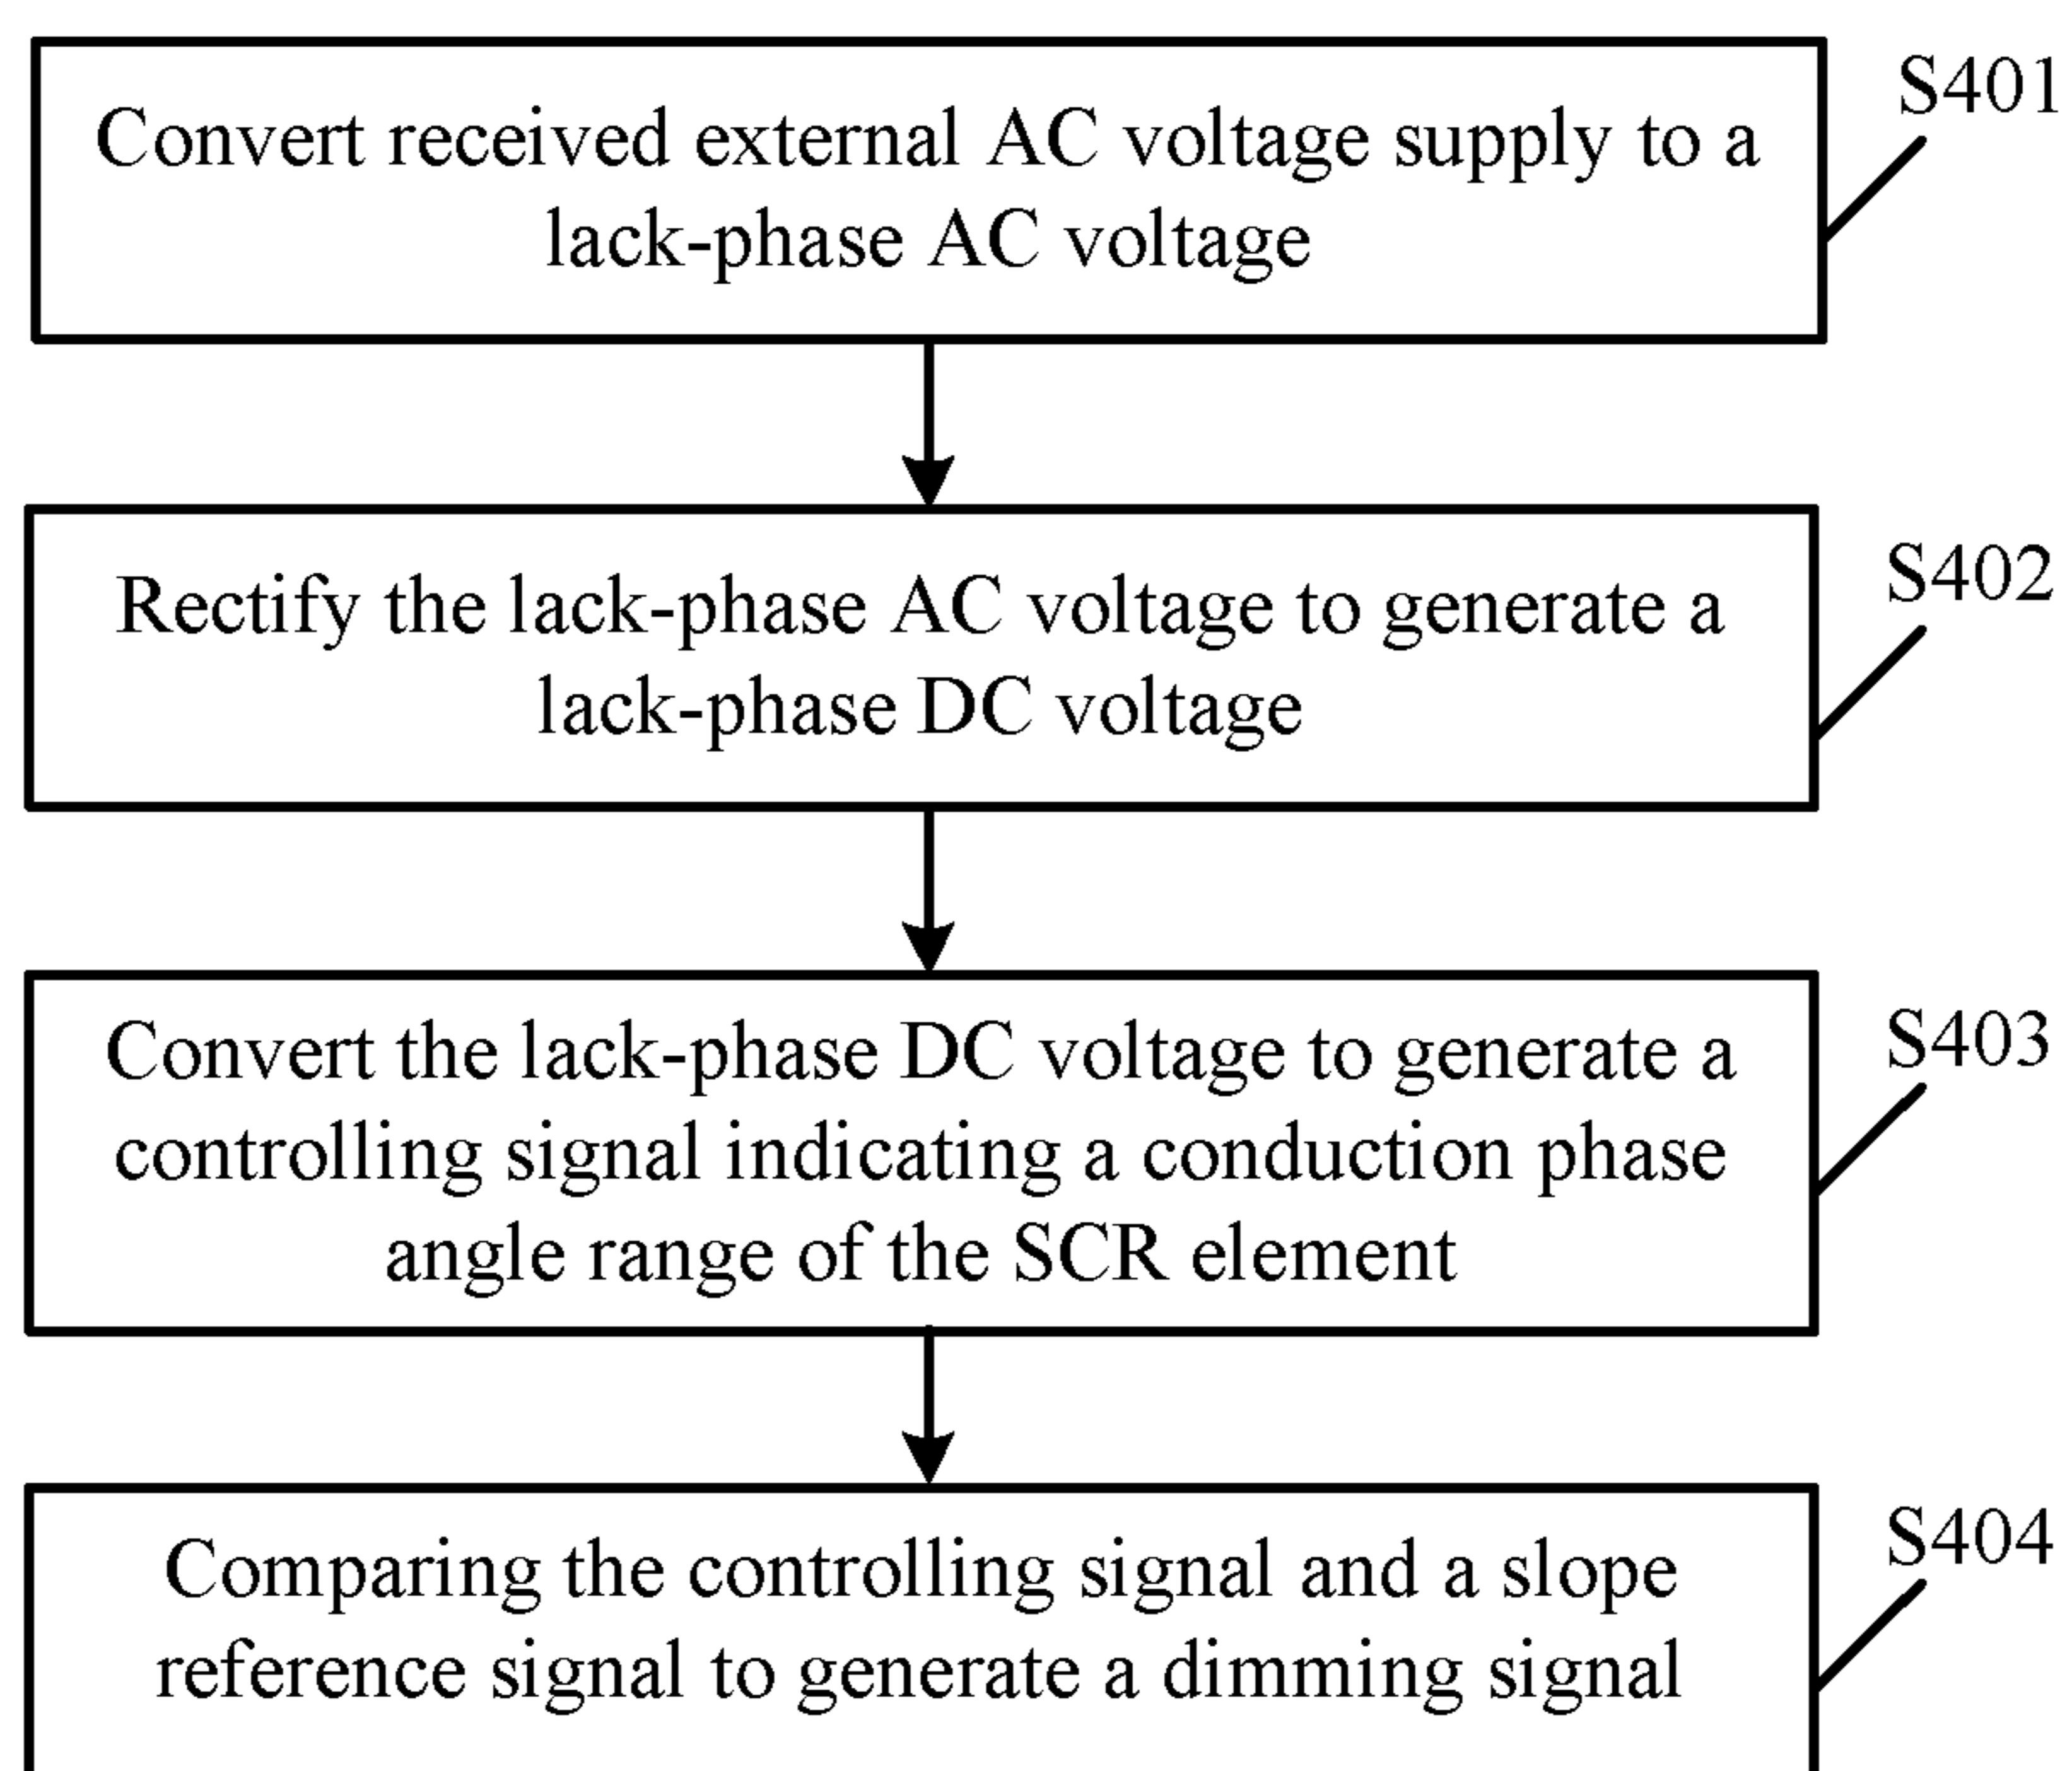 Convert received external AC voltage supply to a
lack-phase AC voltage
S401
Rectify the lack-phase AC voltage to generate a
lack-phase DC voltage
S402
Convert the lack-phase DC voltage to generate a
controlling signal indicating a conduction phase
angle range of the SCR element
S403
Comparing the controlling signal and a slope
reference signal to generate a dimming signal
S404